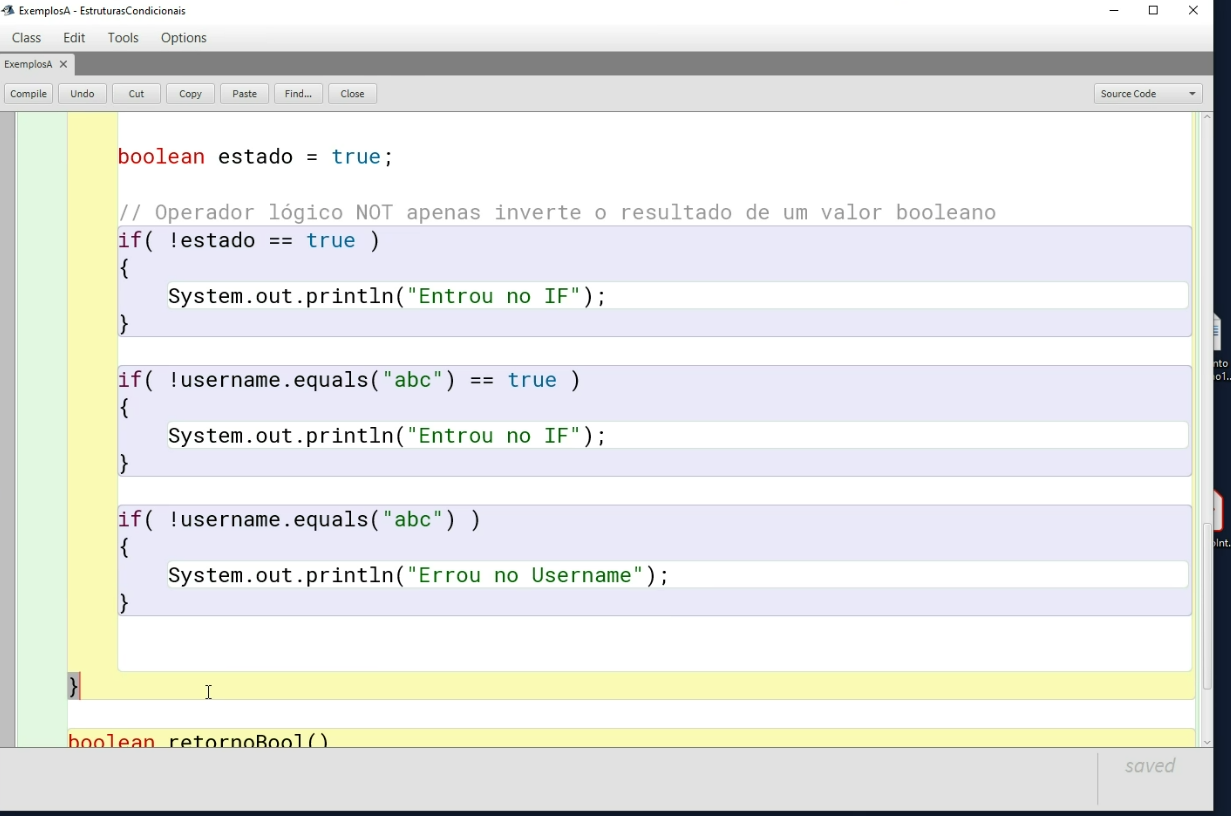 ExemplosA - EstruturasCondicionais
Class Edit Tools Options
ExemplosA X
Compile Undo Cut Copy Paste Find... Close Source Code
boolean estado = true;
// Operador lógico NOT apenas inverte o resultado de um valor booleano
if( !estado == true )
{
System.out.println("Entrou no IF");
}
if( !username.equals("abc") == true )
{
System.out.println("Entrou no IF");
}
if( !username.equals("abc") )
{
System.out.println("Errou no Username");
}
}
boolean retornoBool()
saved